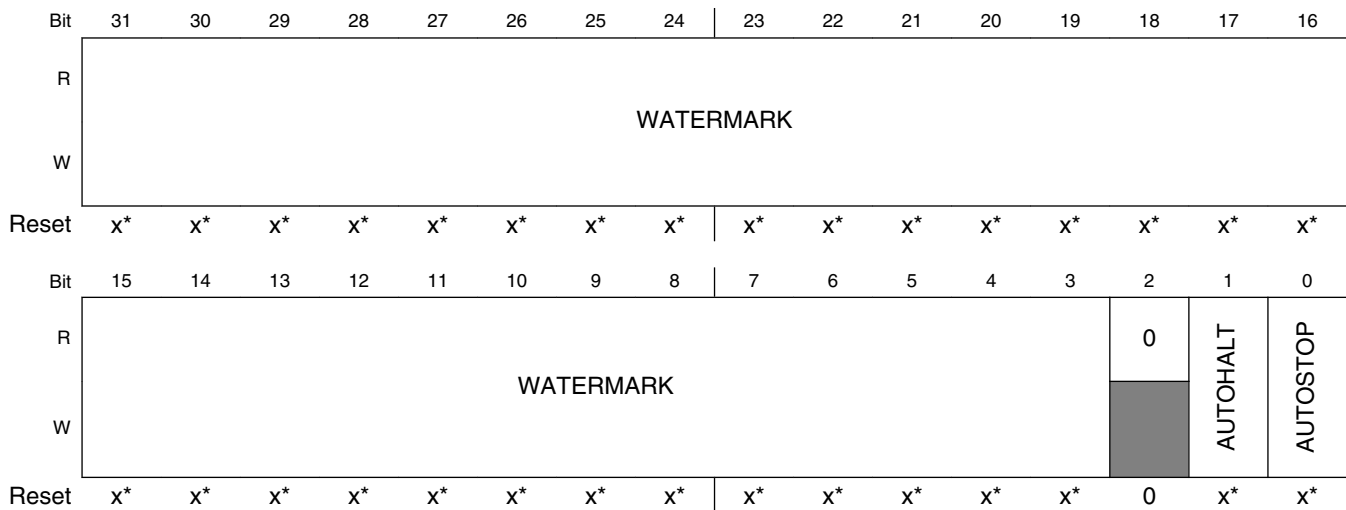 Bit 31 30 29 28 27 26 25 24 23 22 21 20 19 18 17 16
R
WATERMARK
W
Reset x* x* x* x* x* x* x* x* x* x* x* x* x* x* x* x*
Bit 15 14 13 12 11 10 9 8 7 6 5 4 3 2 1 0
R 0
WATERMARK AUTOHALT AUTOSTOP
W
Reset x* x* x* x* x* x* x* x* x* x* x* x* x* 0 x* x*